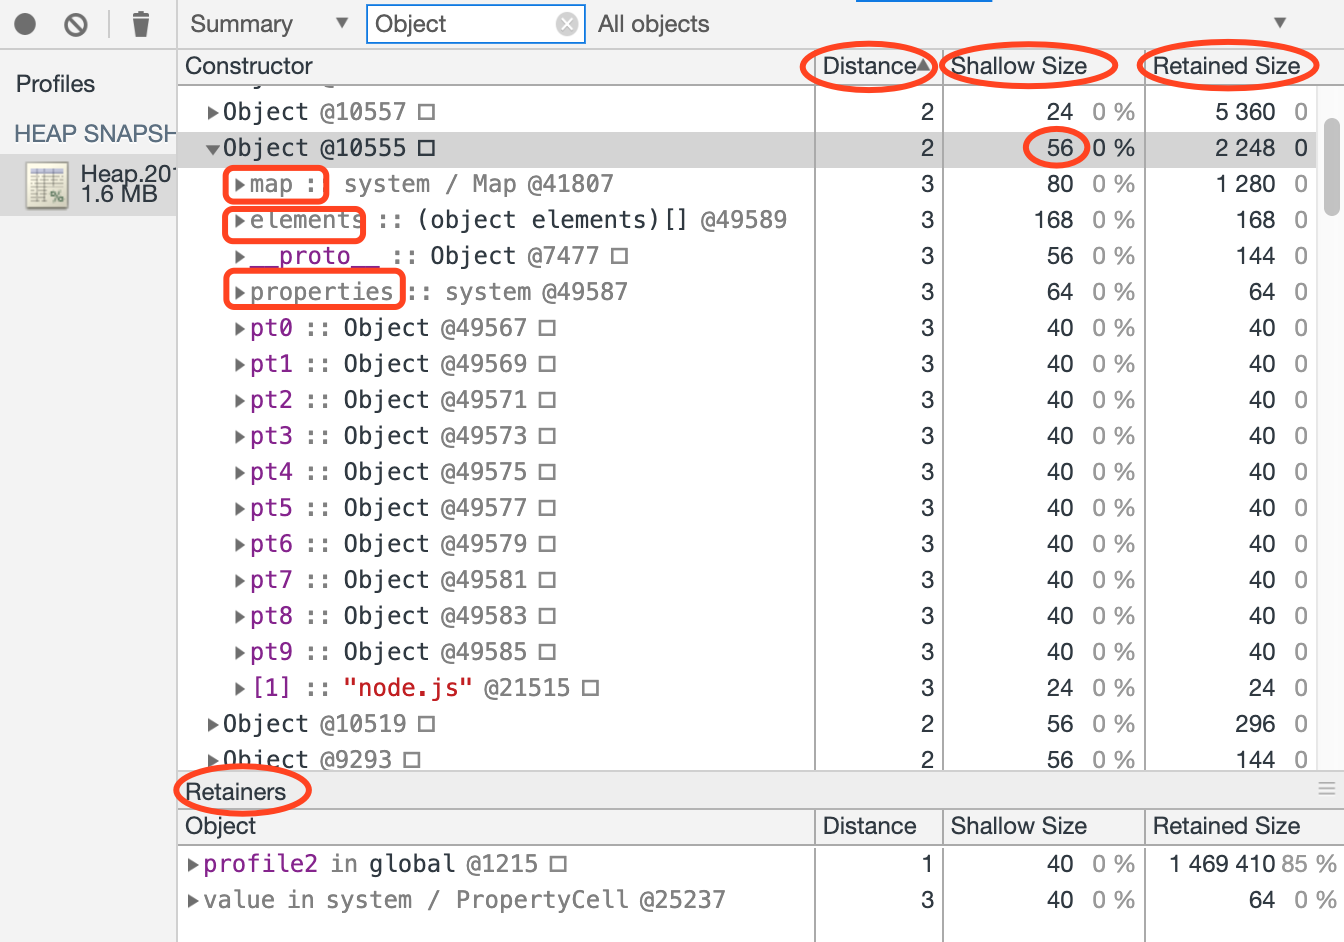 Summary ▼ Object All objects ▼
Profiles
HEAP SNAPSH
Heap.201
1.6 MB
Constructor Distance▲ Shallow Size Retained Size
▶Object @10557 □ 2 24 0 % 5 360 0
▼Object @10555 □ 2 56 0 % 2 248 0
▶map :: system / Map @41807 3 80 0 % 1 280 0
▶elements :: (object elements)[] @49589 3 168 0 % 168 0
▶__proto__ :: Object @7477 □ 3 56 0 % 144 0
▶properties :: system @49587 3 64 0 % 64 0
▶pt0 :: Object @49567 □ 3 40 0 % 40 0
▶pt1 :: Object @49569 □ 3 40 0 % 40 0
▶pt2 :: Object @49571 □ 3 40 0 % 40 0
▶pt3 :: Object @49573 □ 3 40 0 % 40 0
▶pt4 :: Object @49575 □ 3 40 0 % 40 0
▶pt5 :: Object @49577 □ 3 40 0 % 40 0
▶pt6 :: Object @49579 □ 3 40 0 % 40 0
▶pt7 :: Object @49581 □ 3 40 0 % 40 0
▶pt8 :: Object @49583 □ 3 40 0 % 40 0
▶pt9 :: Object @49585 □ 3 40 0 % 40 0
▶[1] :: "node.js" @21515 □ 3 24 0 % 24 0
▶Object @10519 □ 2 56 0 % 296 0
▶Object @9293 □ 2 56 0 % 144 0
Retainers
Object Distance Shallow Size Retained Size
▶profile2 in global @1215 □ 1 40 0 % 1 469 410 85 %
▶value in system / PropertyCell @25237 3 40 0 % 64 0 %